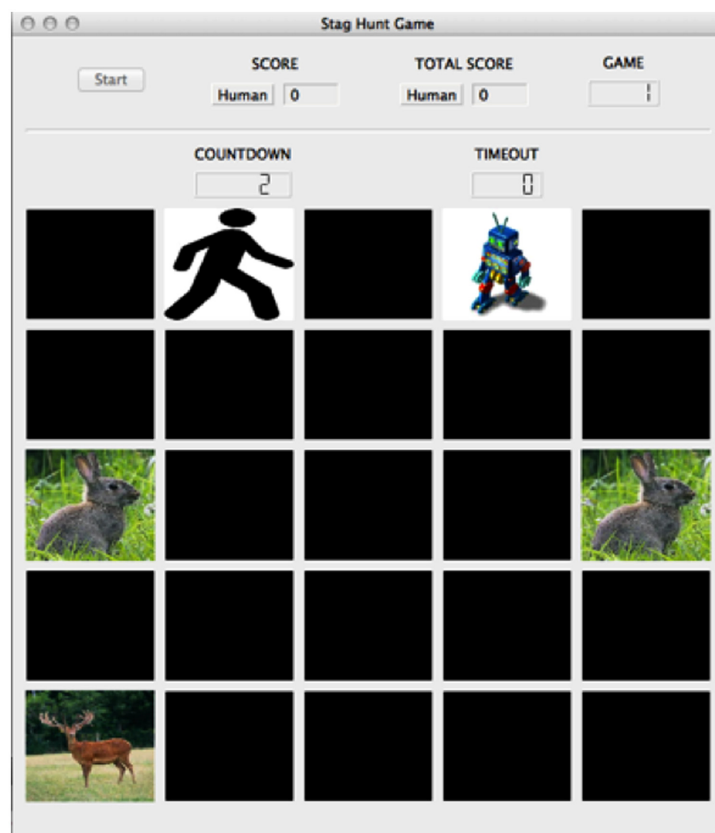 Stag Hunt Game
SCORE TOTAL SCORE GAME
Start Human 0 Human 0 1
COUNTDOWN TIMEOUT
2 0